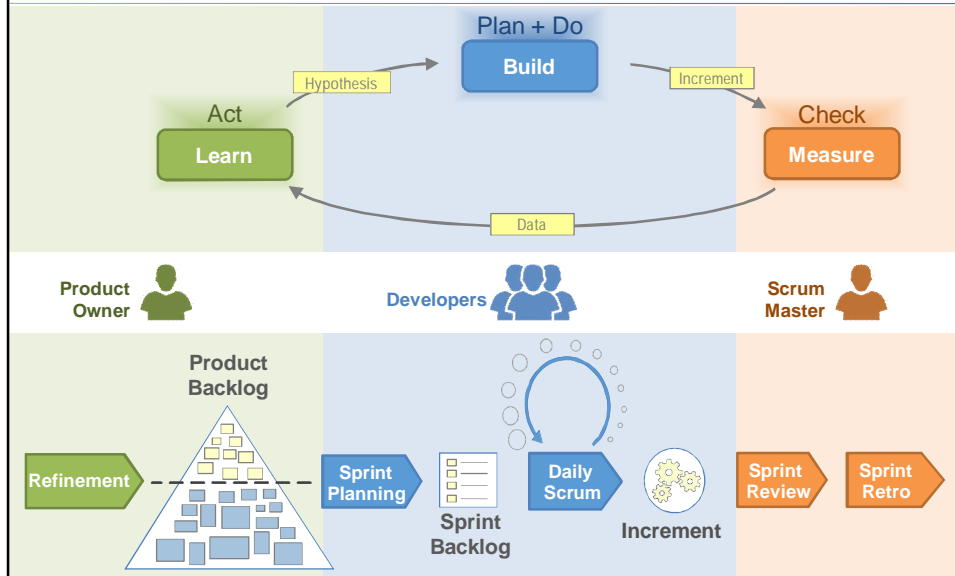 Plan + Do
Build
Hypothesis
Increment
Act
Learn
Check
Measure
Data
Product
Owner
Developers
Scrum
Master
Product
Backlog
Refinement
Sprint
Planning
Sprint
Backlog
Daily
Scrum
Increment
Sprint
Review
Sprint
Retro